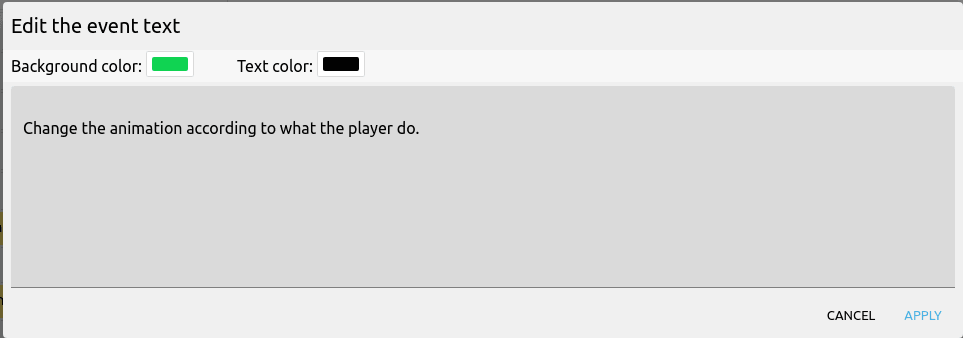 Edit the event text
Background color: Text color:
Change the animation according to what the player do.
CANCEL APPLY